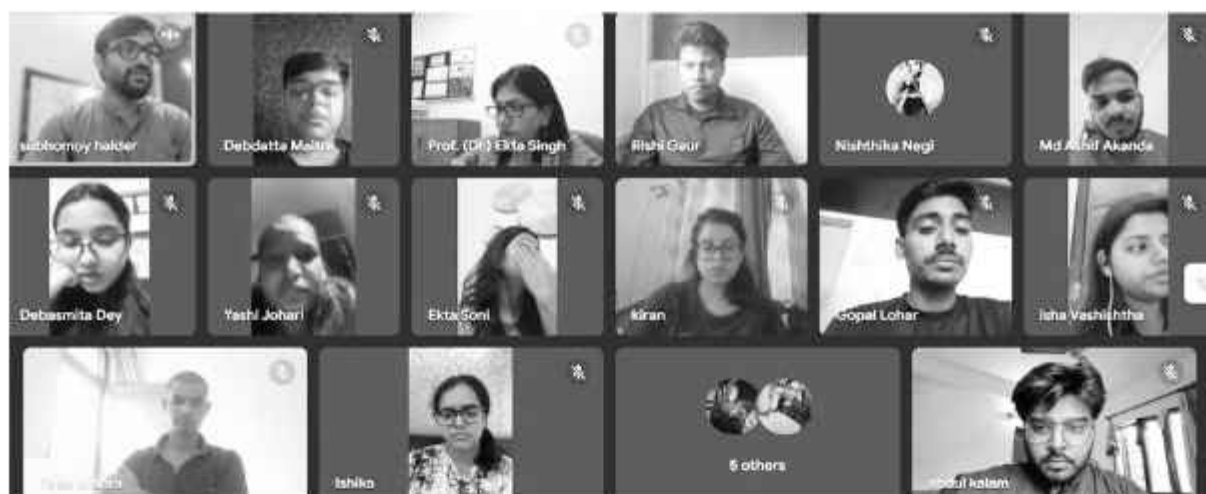 subhomoy halder
Debdatta Maitra
Prof. (Dr.) Ekta Singh
Rishi Gaur
Nishthika Negi
Md Ashif Akanda
Debasmita Dey
Yashi Johari
Ekta Soni
kiran
Gopal Lohar
isha Vashishtha
Ishika
5 others
abdul kalam